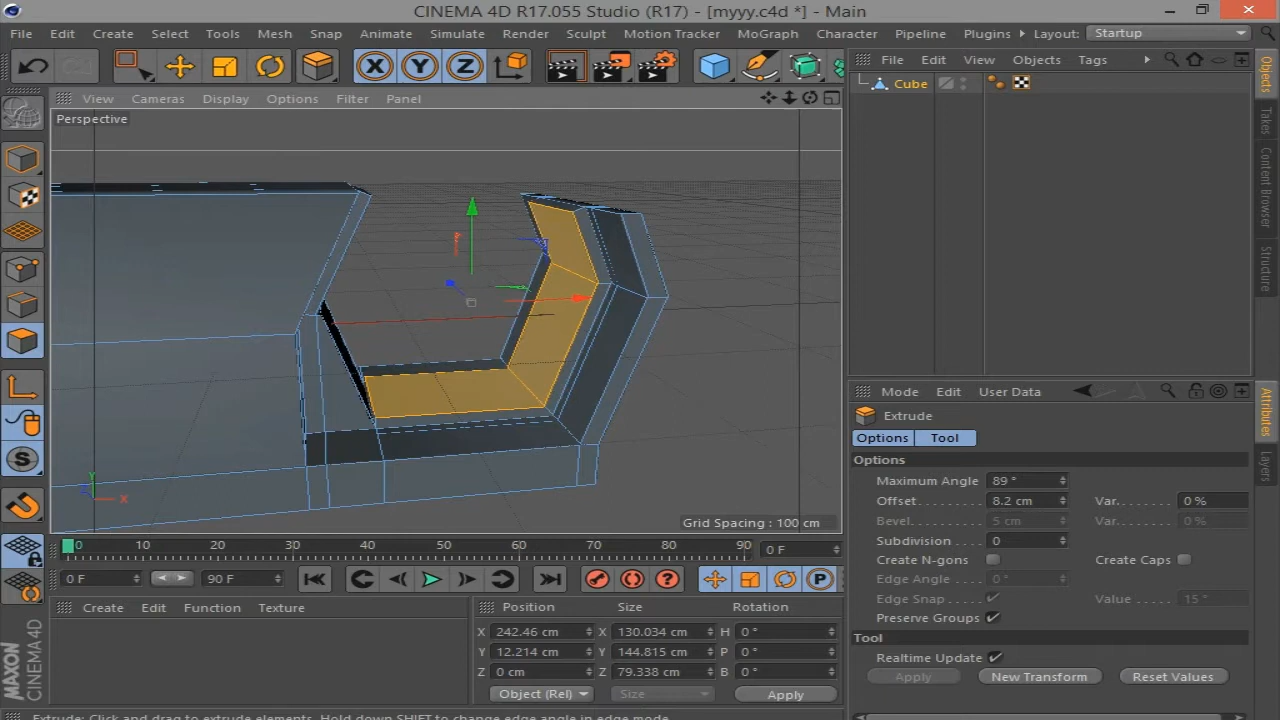 CINEMA 4D R17.055 Studio (R17) - [myyy.c4d *] - Main
File Edit Create Select Tools Mesh Snap Animate Simulate Render Sculpt Motion Tracker MoGraph Character Pipeline Plugins Layout: Startup
X Y Z
File Edit View Objects Tags
View Cameras Display Options Filter Panel
Cube
Perspective
Objects
Takes
Content Browser
Structure
Y
X
Grid Spacing : 100 cm
Mode Edit User Data
Extrude
Options Tool
Options
Maximum Angle 89 °
Offset 8.2 cm Var. 0 %
Bevel 5 cm Var. 0 %
Subdivision 0
Create N-gons Create Caps
Edge Angle 0 °
Edge Snap Value 15 °
Preserve Groups
Tool
Realtime Update
Apply New Transform Reset Values
Attributes
Layers
0 10 20 30 40 50 60 70 80 90 0 F
0 F 90 F
P
Create Edit Function Texture
Position Size Rotation
X 242.46 cm X 130.034 cm H 0 °
Y 12.214 cm Y 144.815 cm P 0 °
Z 0 cm Z 79.338 cm B 0 °
Object (Rel) Size Apply
MAXON
CINEMA 4D
Extrude: Click and drag to extrude elements. Hold down SHIFT to change edge angle in edge mode.